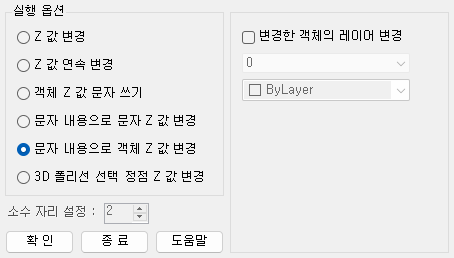 실행 옵션
Z 값 변경
Z 값 연속 변경
객체 Z 값 문자 쓰기
문자 내용으로 문자 Z 값 변경
문자 내용으로 객체 Z 값 변경
3D 폴리선 선택 정점 Z 값 변경
소수 자리 설정 : 2
확 인 종 료 도움말
변경한 객체의 레이어 변경
0
ByLayer